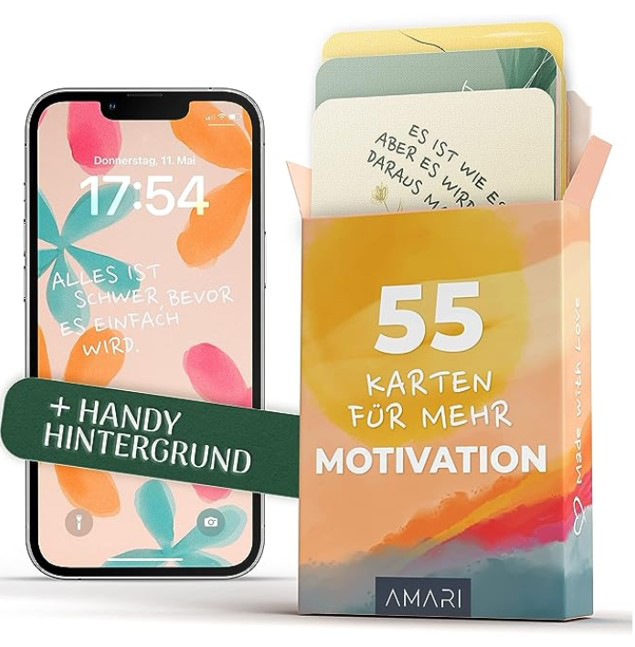 Donnerstag, 11. Mai
17:54
ALLES IST
SCHWER, BEVOR
ES EINFACH
WIRD.
+ HANDY
HINTERGRUND
ES IST WIE ES
ABER ES WIRD
DARAUS
55
KARTEN
FÜR MEHR
MOTIVATION
Made with Love
AMARI